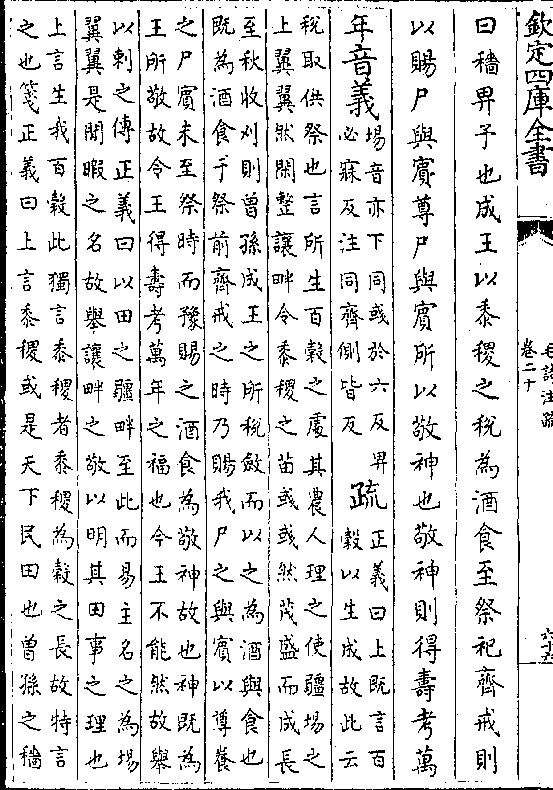 欽定四庫全書
毛詩注疏
卷二十
曰穡畀予也成王以黍稷之税為酒食至祭祀齊戒則
以賜尸與賓尊尸與賓所以敬神也敬神則得壽考萬
年音義埸音亦下同彧於六反畀
必寐反注同齊側皆反
疏正義曰上既言百
穀以生成故此云
税取供祭也言所生百穀之處其農人理之使疆埸之
上翼翼然閑整讓畔令黍稷之苗彧彧然茂盛而成長
至秋收刈則曽孫成王之所税斂而以之為酒與食也
既為酒食于祭前齊戒之時乃賜我尸之與賓以尊養
之尸賓未至祭時而豫賜之酒食為敬神故也神既為
王所敬故令王得壽考萬年之福也今王不能然故舉
以刺之傳正義曰以田之疆畔至此而易主名之為埸
翼翼是閒暇之名故舉讓畔之敬以明其田事之理也
上言生我百穀此獨言黍稷者黍稷為穀之長故特言
之也箋正義曰上言黍稷或是天下民田也曽孫之穡